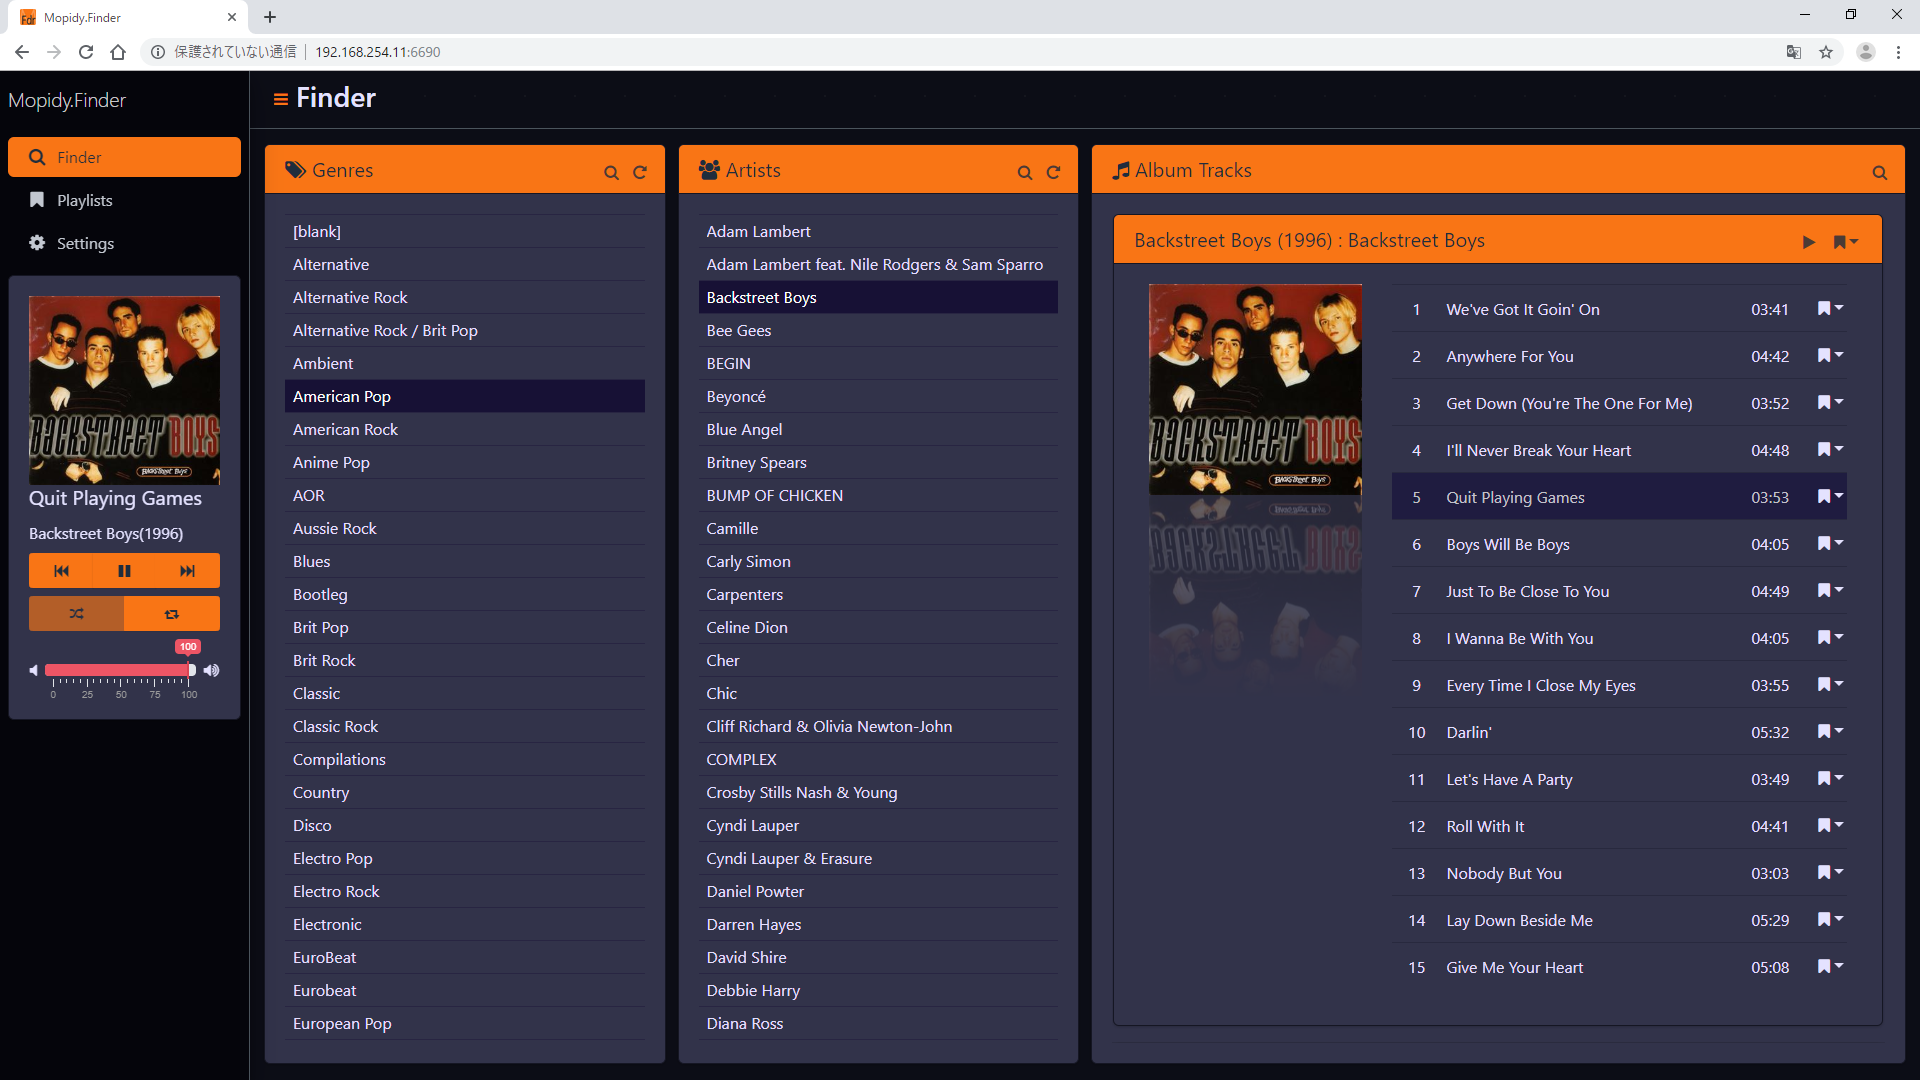 Mopidy.Finder
保護されていない通信 192.168.254.11:6690
Mopidy.Finder
Finder
Playlists
Settings
BACKSTREET BOYS
BACKSTREET BOYS
Quit Playing Games
Backstreet Boys(1996)
100
0 25 50 75 100
Finder
Genres
[blank]
Alternative
Alternative Rock
Alternative Rock / Brit Pop
Ambient
American Pop
American Rock
Anime Pop
AOR
Aussie Rock
Blues
Bootleg
Brit Pop
Brit Rock
Classic
Classic Rock
Compilations
Country
Disco
Electro Pop
Electro Rock
Electronic
EuroBeat
Eurobeat
European Pop
Artists
Adam Lambert
Adam Lambert feat. Nile Rodgers & Sam Sparro
Backstreet Boys
Bee Gees
BEGIN
Beyoncé
Blue Angel
Britney Spears
BUMP OF CHICKEN
Camille
Carly Simon
Carpenters
Celine Dion
Cher
Chic
Cliff Richard & Olivia Newton-John
COMPLEX
Crosby Stills Nash & Young
Cyndi Lauper
Cyndi Lauper & Erasure
Daniel Powter
Darren Hayes
David Shire
Debbie Harry
Diana Ross
Album Tracks
Backstreet Boys (1996) : Backstreet Boys
BACKSTREET BOYS
BACKSTREET BOYS
1 We've Got It Goin' On 03:41
2 Anywhere For You 04:42
3 Get Down (You're The One For Me) 03:52
4 I'll Never Break Your Heart 04:48
5 Quit Playing Games 03:53
6 Boys Will Be Boys 04:05
7 Just To Be Close To You 04:49
8 I Wanna Be With You 04:05
9 Every Time I Close My Eyes 03:55
10 Darlin' 05:32
11 Let's Have A Party 03:49
12 Roll With It 04:41
13 Nobody But You 03:03
14 Lay Down Beside Me 05:29
15 Give Me Your Heart 05:08